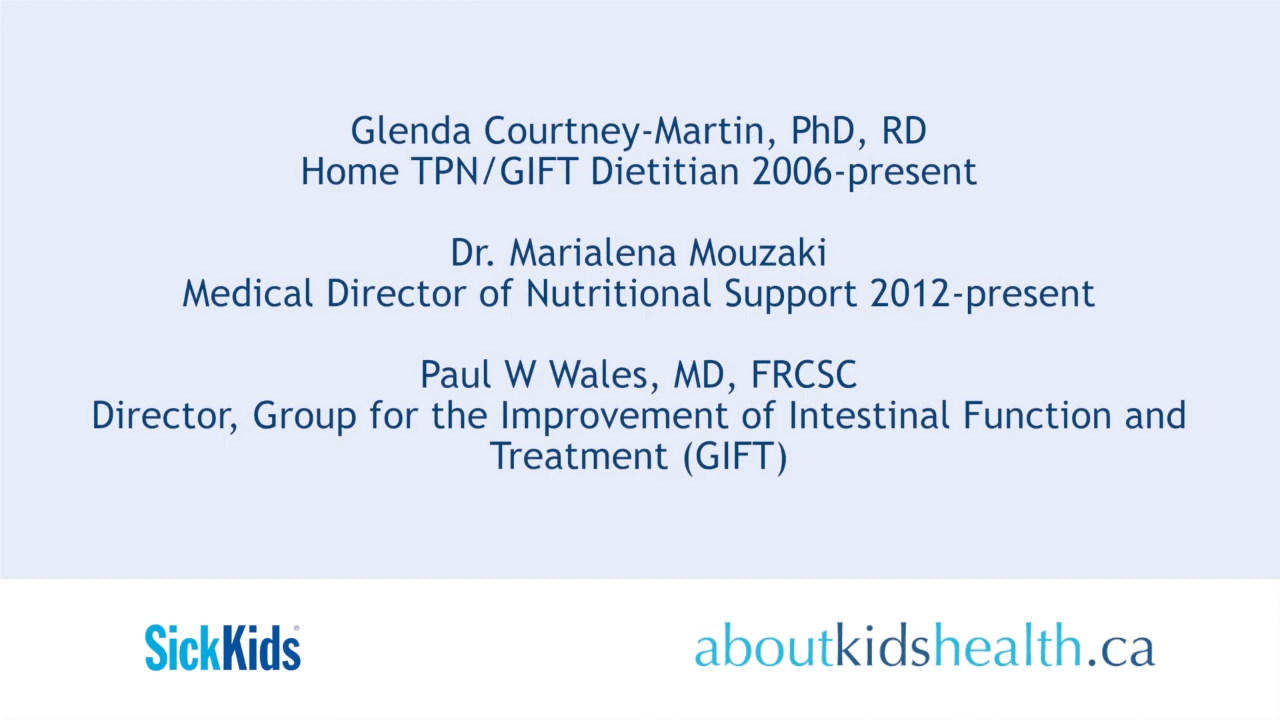 Glenda Courtney-Martin, PhD, RD
Home TPN/GIFT Dietitian 2006-present
Dr. Marialena Mouzaki
Medical Director of Nutritional Support 2012-present
Paul W Wales, MD, FRCSC
Director, Group for the Improvement of Intestinal Function and
Treatment (GIFT)
SickKids®
aboutkidshealth.ca